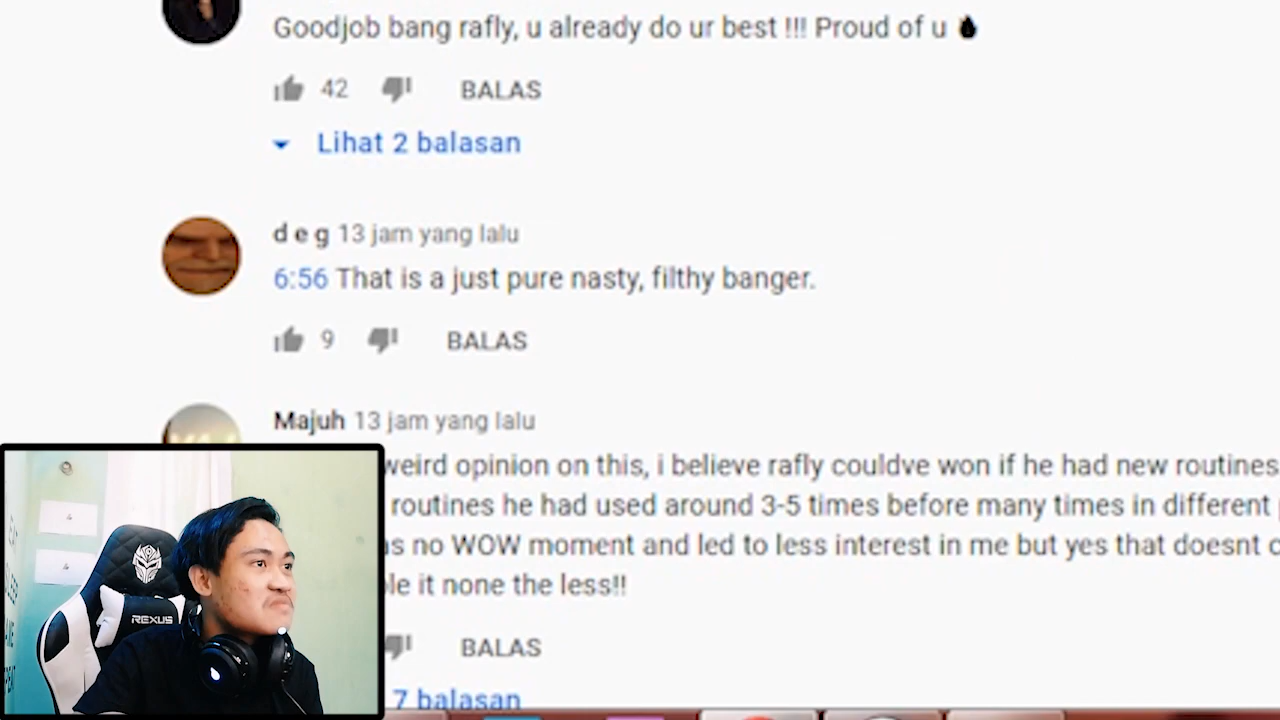 Goodjob bang rafly, u already do ur best !!! Proud of u
42 BALAS
Lihat 2 balasan
d e g 13 jam yang lalu
6:56 That is a just pure nasty, filthy banger.
9 BALAS
Majuh 13 jam yang lalu
weird opinion on this, i believe rafly couldve won if he had new routines
routines he had used around 3-5 times before many times in different
no WOW moment and led to less interest in me but yes that doesnt
it none the less!!
BALAS
7 balasan
REXUS